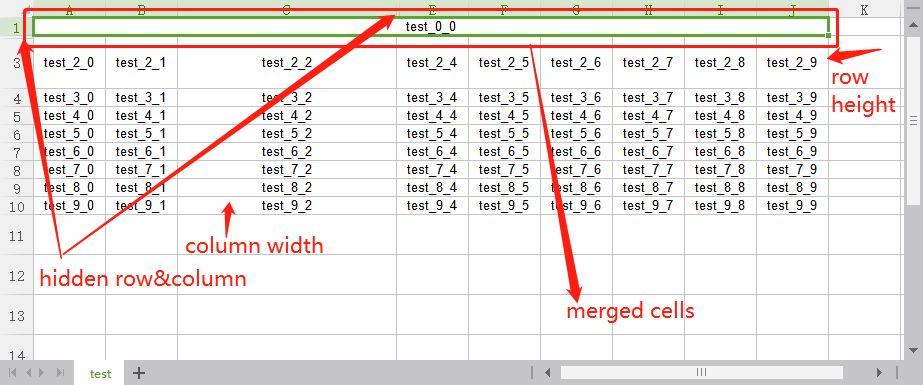 A B C E F G H I J K
1 test_0_0
3 test_2_0 test_2_1 test_2_2 test_2_4 test_2_5 test_2_6 test_2_7 test_2_8 test_2_9
row
height
4 test_3_0 test_3_1 test_3_2 test_3_4 test_3_5 test_3_6 test_3_7 test_3_8 test_3_9
5 test_4_0 test_4_1 test_4_2 test_4_4 test_4_5 test_4_6 test_4_7 test_4_8 test_4_9
6 test_5_0 test_5_1 test_5_2 test_5_4 test_5_5 test_5_6 test_5_7 test_5_8 test_5_9
7 test_6_0 test_6_1 test_6_2 test_6_4 test_6_5 test_6_6 test_6_7 test_6_8 test_6_9
8 test_7_0 test_7_1 test_7_2 test_7_4 test_7_5 test_7_6 test_7_7 test_7_8 test_7_9
9 test_8_0 test_8_1 test_8_2 test_8_4 test_8_5 test_8_6 test_8_7 test_8_8 test_8_9
10 test_9_0 test_9_1 test_9_2 test_9_4 test_9_5 test_9_6 test_9_7 test_9_8 test_9_9
11
column width
12
hidden row&column
13
merged cells
14
test